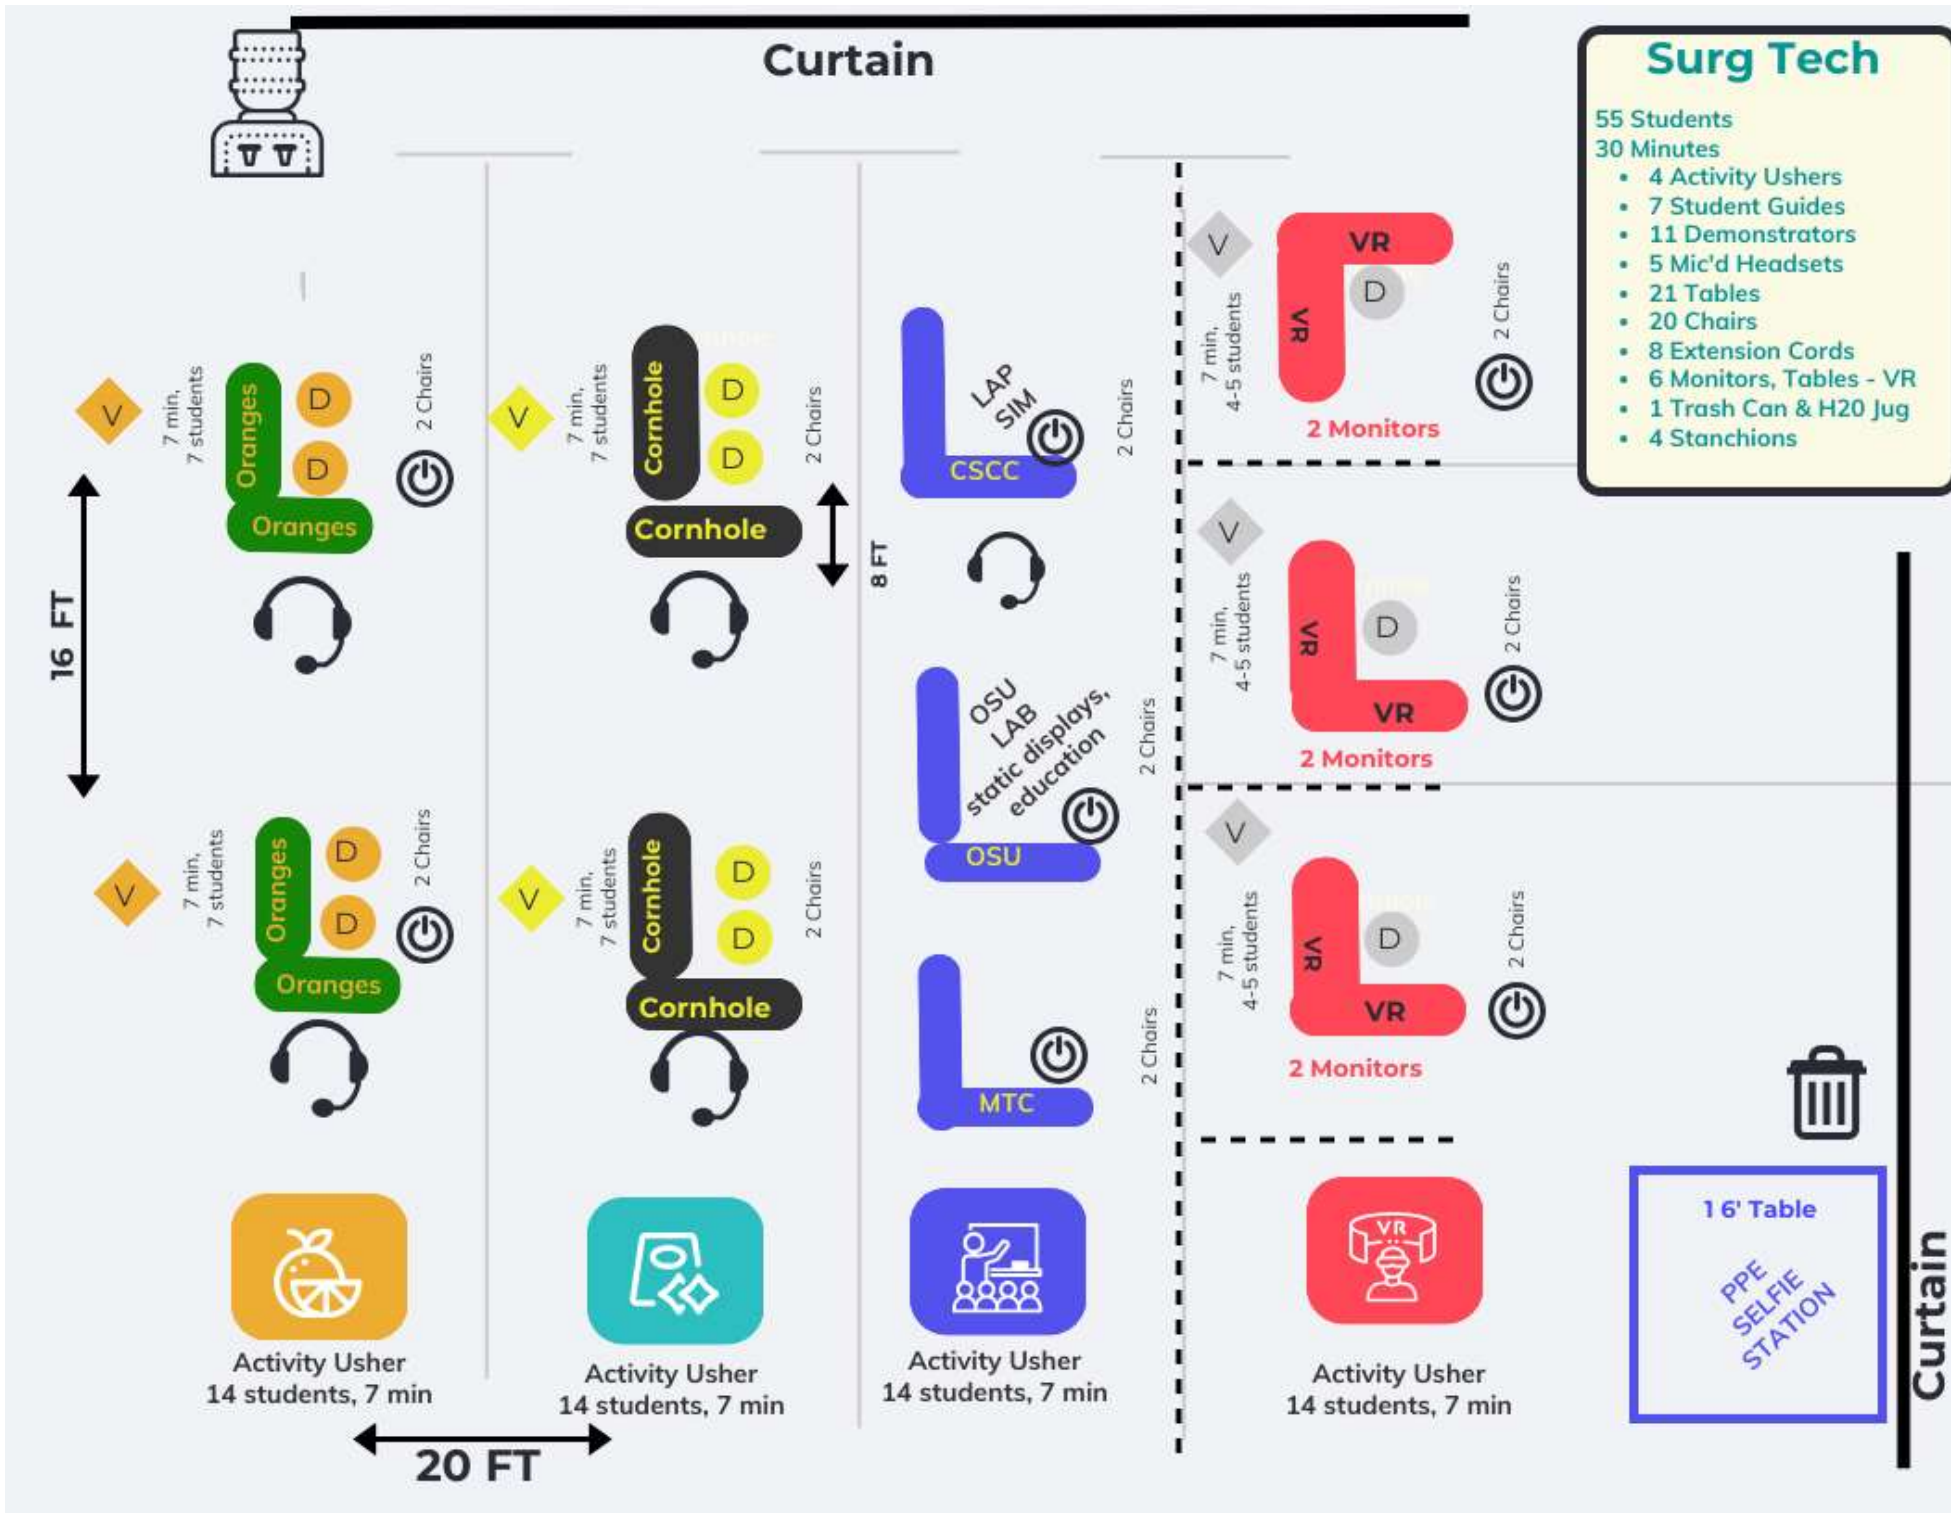 Curtain
Surg Tech
55 Students
30 Minutes
• 4 Activity Ushers
• 7 Student Guides
• 11 Demonstrators
• 5 Mic'd Headsets
• 21 Tables
• 20 Chairs
• 8 Extension Cords
• 6 Monitors, Tables - VR
• 1 Trash Can & H20 Jug
• 4 Stanchions
V
7 min,
7 students
Oranges
D
D
Oranges
2 Chairs
16 FT
V
7 min,
7 students
Oranges
D
D
Oranges
2 Chairs
Activity Usher
14 students, 7 min
20 FT
V
7 min,
7 students
Cornhole
D
D
Cornhole
2 Chairs
8 FT
V
7 min,
7 students
Cornhole
D
D
Cornhole
2 Chairs
Activity Usher
14 students, 7 min
LAP
SIM
CSCC
2 Chairs
OSU
LAB
static displays,
education
OSU
2 Chairs
MTC
2 Chairs
Activity Usher
14 students, 7 min
V
7 min,
4-5 students
VR
VR
D
2 Chairs
2 Monitors
V
7 min,
4-5 students
VR
D
VR
2 Chairs
2 Monitors
V
7 min,
4-5 students
VR
D
VR
2 Chairs
2 Monitors
VR
Activity Usher
14 students, 7 min
1 6' Table
PPE
SELFIE
STATION
Curtain